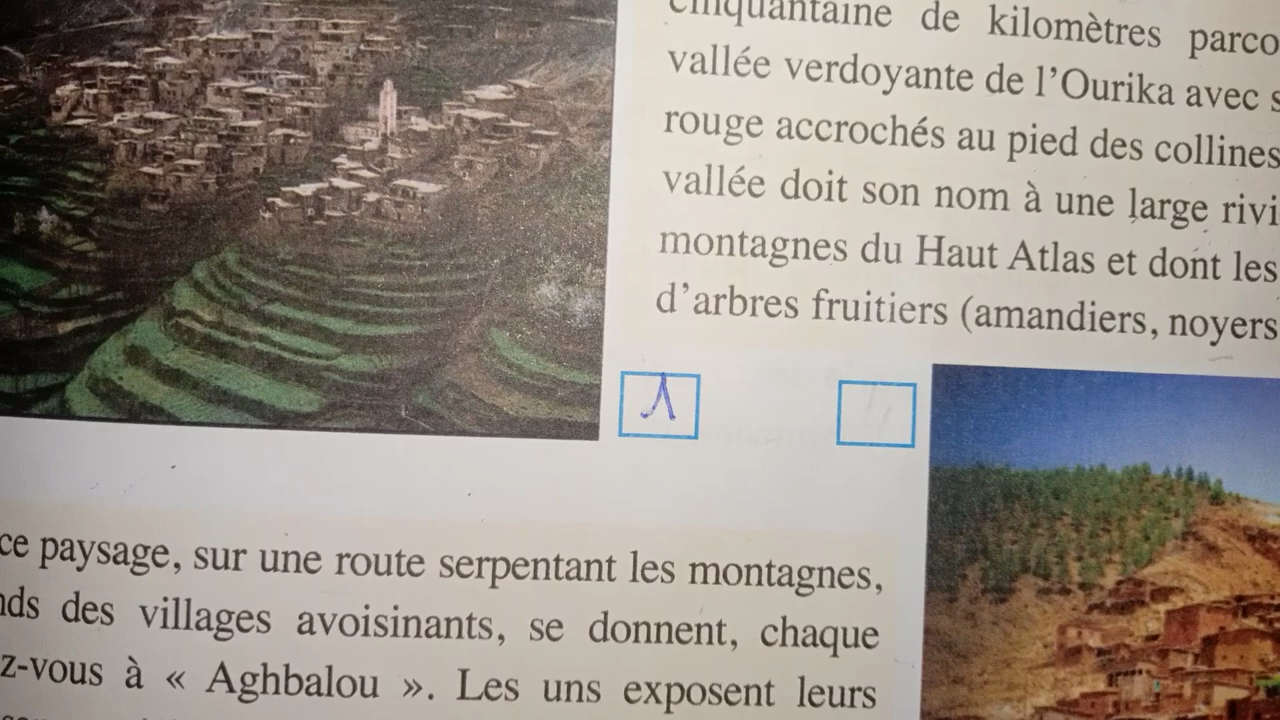 cinquantaine de kilomètres parco
vallée verdoyante de l'Ourika avec s
rouge accrochés au pied des collines
vallée doit son nom à une large rivi
montagnes du Haut Atlas et dont les
d'arbres fruitiers (amandiers, noyers
1
ce paysage, sur une route serpentant les montagnes,
nds des villages avoisinants, se donnent, chaque
z-vous à « Aghbalou ». Les uns exposent leurs